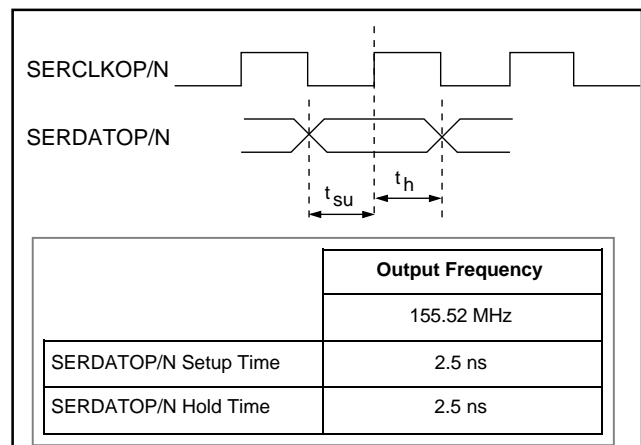 SERCLKOP/N
SERDATOP/N
t su
t h
Output Frequency
155.52 MHz
SERDATOP/N Setup Time 2.5 ns
SERDATOP/N Hold Time 2.5 ns